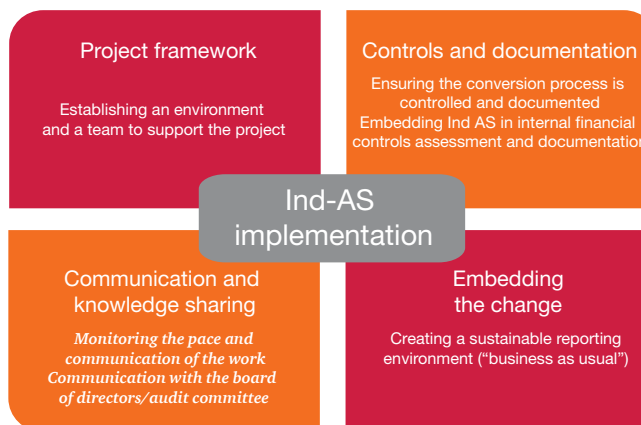 Project framework
Establishing an environment
and a team to support the project
Controls and documentation
Ensuring the conversion process is
controlled and documented
Embedding Ind AS in internal financial
controls assessment and documentation
Ind-AS
implementation
Communication and
knowledge sharing
Monitoring the pace and
communication of the work
Communication with the board
of directors/audit committee
Embedding
the change
Creating a sustainable reporting
environment (“business as usual”)